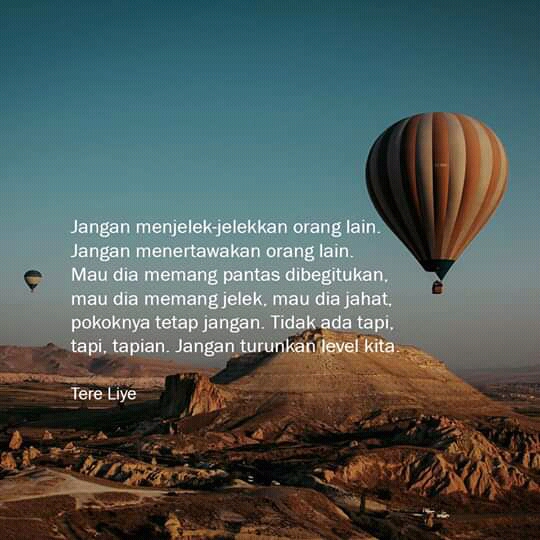 Jangan menjelek-jelekkan orang lain.
Jangan menertawakan orang lain.
Mau dia memang pantas dibegitukan,
mau dia memang jelek, mau dia jahat,
pokoknya tetap jangan. Tidak ada tapi,
tapi, tapian. Jangan turunkan level kita.
Tere Liye